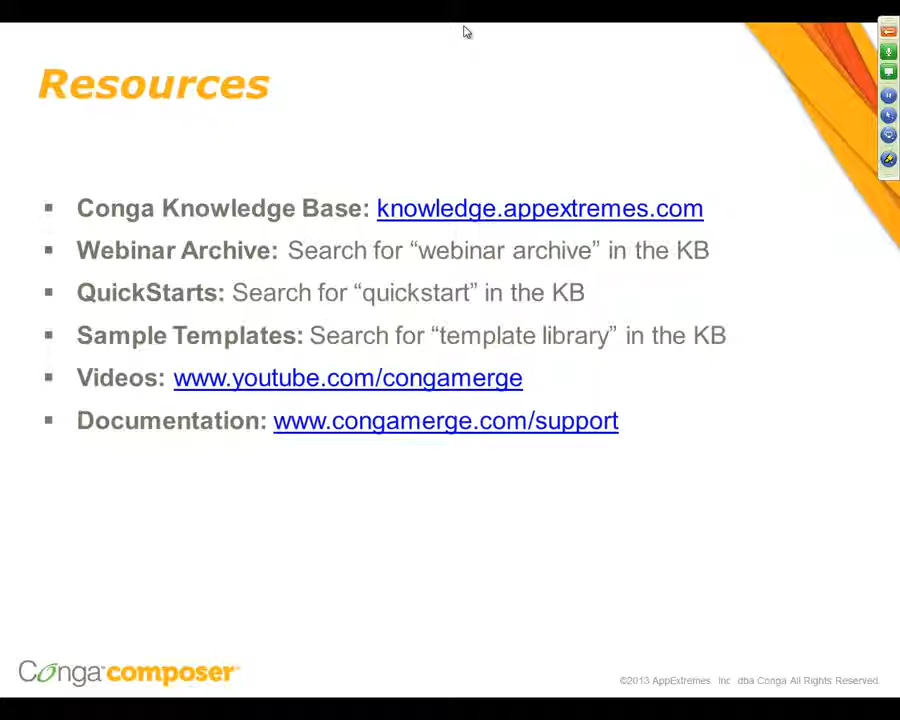 Resources
▪ Conga Knowledge Base: knowledge.appextremes.com
▪ Webinar Archive: Search for “webinar archive” in the KB
▪ QuickStarts: Search for “quickstart” in the KB
▪ Sample Templates: Search for “template library” in the KB
▪ Videos: www.youtube.com/congamerge
▪ Documentation: www.congamerge.com/support
Conga composer
©2013 AppExtremes, Inc dba Conga All Rights Reserved.